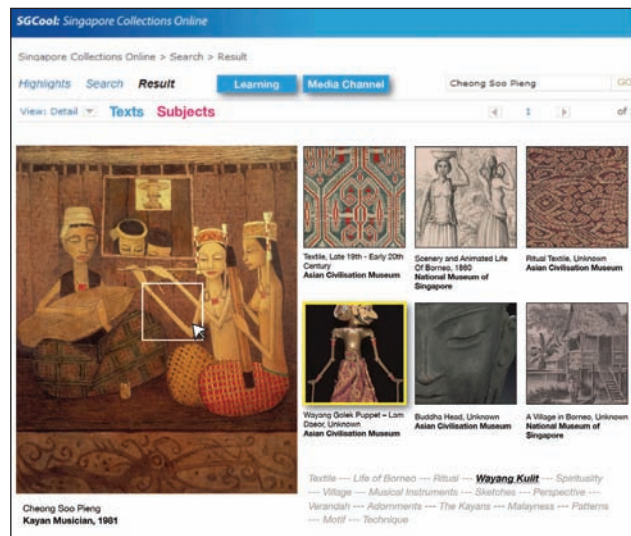 SGCool: Singapore Collections Online
Singapore Collections Online > Search > Result
Highlights Search Result Learning Media Channel Cheong Soo Pieng GO
View: Detail Texts Subjects 1 of
Textile, Late 19th - Early 20th
Century
Asian Civilisation Museum
Scenery and Animated Life
Of Borneo, 1860
National Museum of
Singapore
Ritual Textile, Unknown
Asian Civilisation Museum
Wayang Golek Puppet – Lam
Daeor, Unknown
Asian Civilisation Museum
Buddha Head, Unknown
Asian Civilisation Museum
A Village in Borneo, Unknown
National Museum of
Singapore
Textile --- Life of Borneo --- Ritual --- Wayang Kulit --- Spirituality
--- Village --- Musical Instruments --- Sketches --- Perspective ---
Verandah --- Adornments --- The Kayans --- Malayness --- Patterns
--- Motif --- Technique
Cheong Soo Pieng
Kayan Musician, 1981